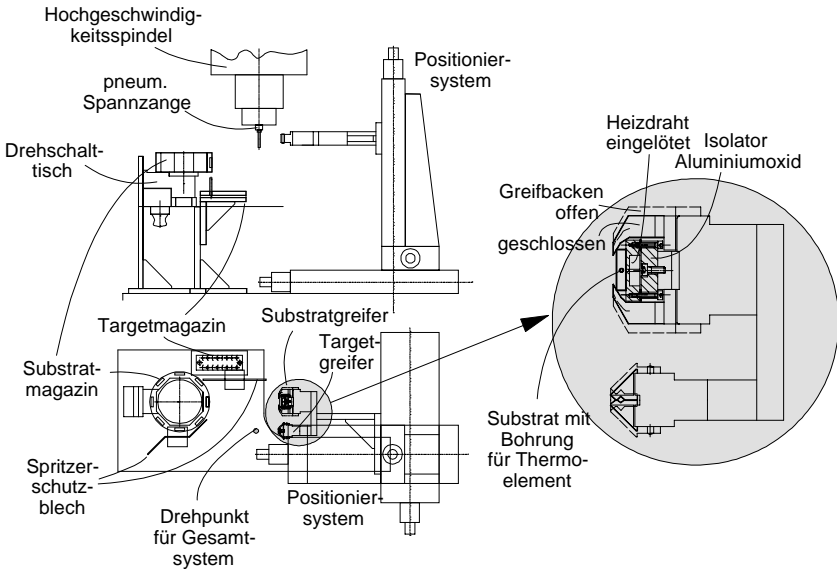 Hochgeschwindig-
keitsspindel
pneum.
Spannzange
Positionier-
system
Drehschalt-
tisch
Heizdraht
eingelötet
Isolator
Aluminiumoxid
Greifbacken
offen
geschlossen
Targetmagazin
Substratgreifer
Target-
greifer
Substrat-
magazin
Substrat mit
Bohrung
für Thermo-
element
Spritzer-
schutz-
blech
Drehpunkt
für Gesamt-
system
Positionier-
system